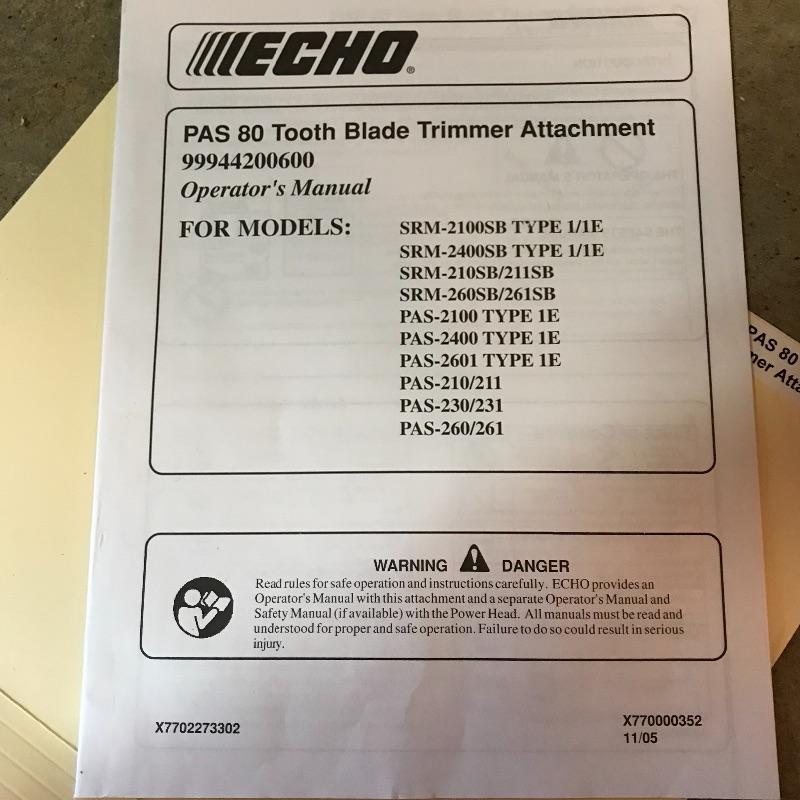 ECHO®
PAS 80 Tooth Blade Trimmer Attachment
99944200600
Operator's Manual
FOR MODELS:
SRM-2100SB TYPE 1/1E
SRM-2400SB TYPE 1/1E
SRM-210SB/211SB
SRM-260SB/261SB
PAS-2100 TYPE 1E
PAS-2400 TYPE 1E
PAS-2601 TYPE 1E
PAS-210/211
PAS-230/231
PAS-260/261
WARNING DANGER
Read rules for safe operation and instructions carefully. ECHO provides an
Operator's Manual with this attachment and a separate Operator's Manual and
Safety Manual (if available) with the Power Head. All manuals must be read and
understood for proper and safe operation. Failure to do so could result in serious
injury.
X7702273302
X770000352
11/05
PAS 80